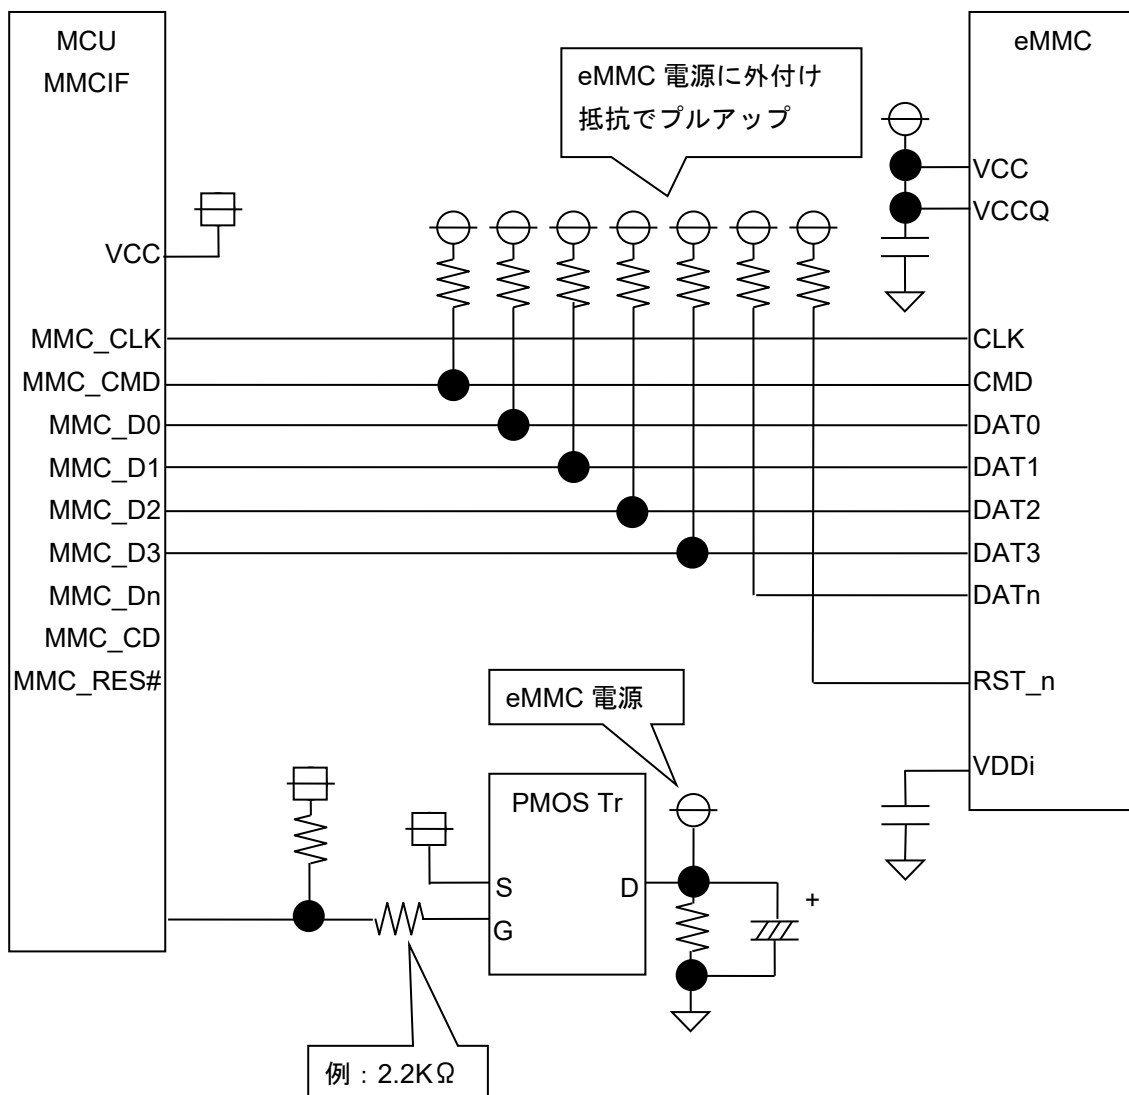 MCU
MMCIF
eMMC 電源に外付け
抵抗でプルアップ
eMMC
VCC
VCCQ
VCC
MMC_CLK
MMC_CMD
MMC_D0
MMC_D1
MMC_D2
MMC_D3
MMC_Dn
MMC_CD
MMC_RES#
CLK
CMD
DAT0
DAT1
DAT2
DAT3
DATn
RST_n
VDDi
eMMC 電源
PMOS Tr
S
G
D
+
例：2.2KΩ